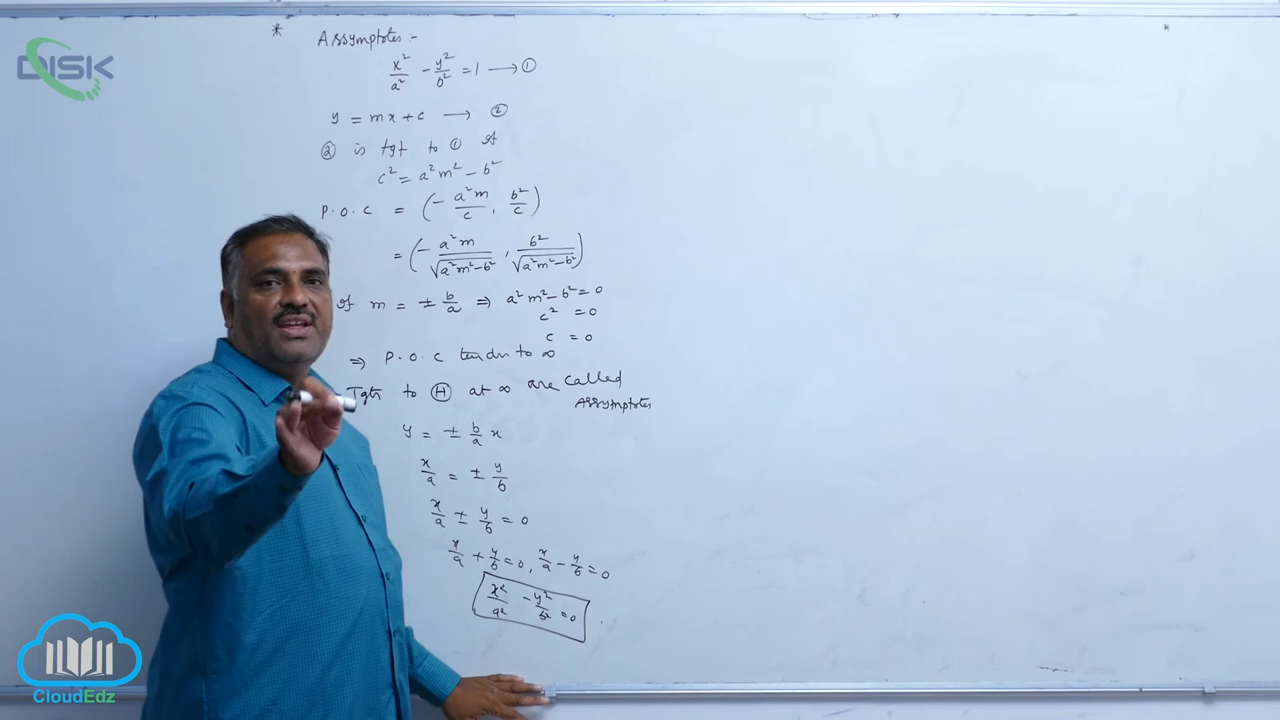 DISK
* Assymptotes :-
x²/a² - y²/b² = 1 → ①
y = mx + c → ②
② is tgt to ① if
c² = a²m² - b²
P.O.C = (- a²m/c , b²/c)
= (- a²m/√(a²m²-b²) , b²/√(a²m²-b²))
If m = ± b/a ⇒ a²m² - b² = 0
c² = 0
c = 0
⇒ P.O.C tends to ∞
Tgts to Ⓗ at ∞ are called
Assymptotes
y = ± b/a x
x/a = ± y/b
x/a ± y/b = 0
x/a + y/b = 0, x/a - y/b = 0
x²/a² - y²/b² = 0
CloudEdz